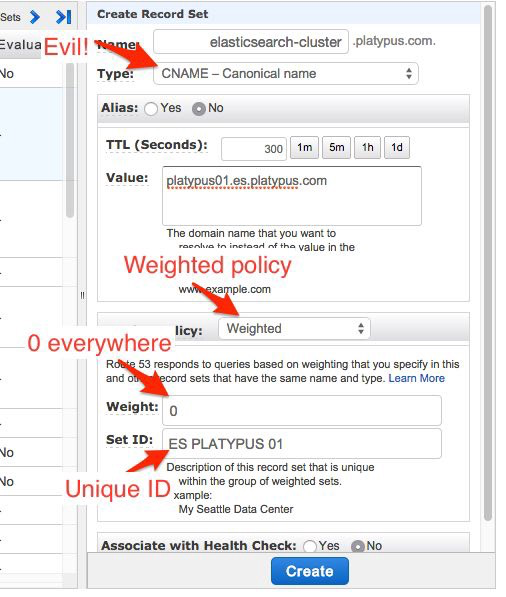 Sets
Create Record Set
Evil!
Name:
elasticsearch-cluster
.platypus.com.
Evalua
No
Type:
CNAME – Canonical name
Alias:
Yes
No
TTL (Seconds):
300
1m
5m
1h
1d
Value:
platypus01.es.platypus.com
The domain name that you want to
resolve to instead of the value in the
Weighted policy
www.example.com
Policy:
Weighted
0 everywhere
Route 53 responds to queries based on weighting that you specify in this
and other record sets that have the same name and type. Learn More
Weight:
0
Set ID:
ES PLATYPUS 01
No
No
Description of this record set that is unique
within the group of weighted sets.
Unique ID
xample:
My Seattle Data Center
Associate with Health Check:
Yes
No
Create